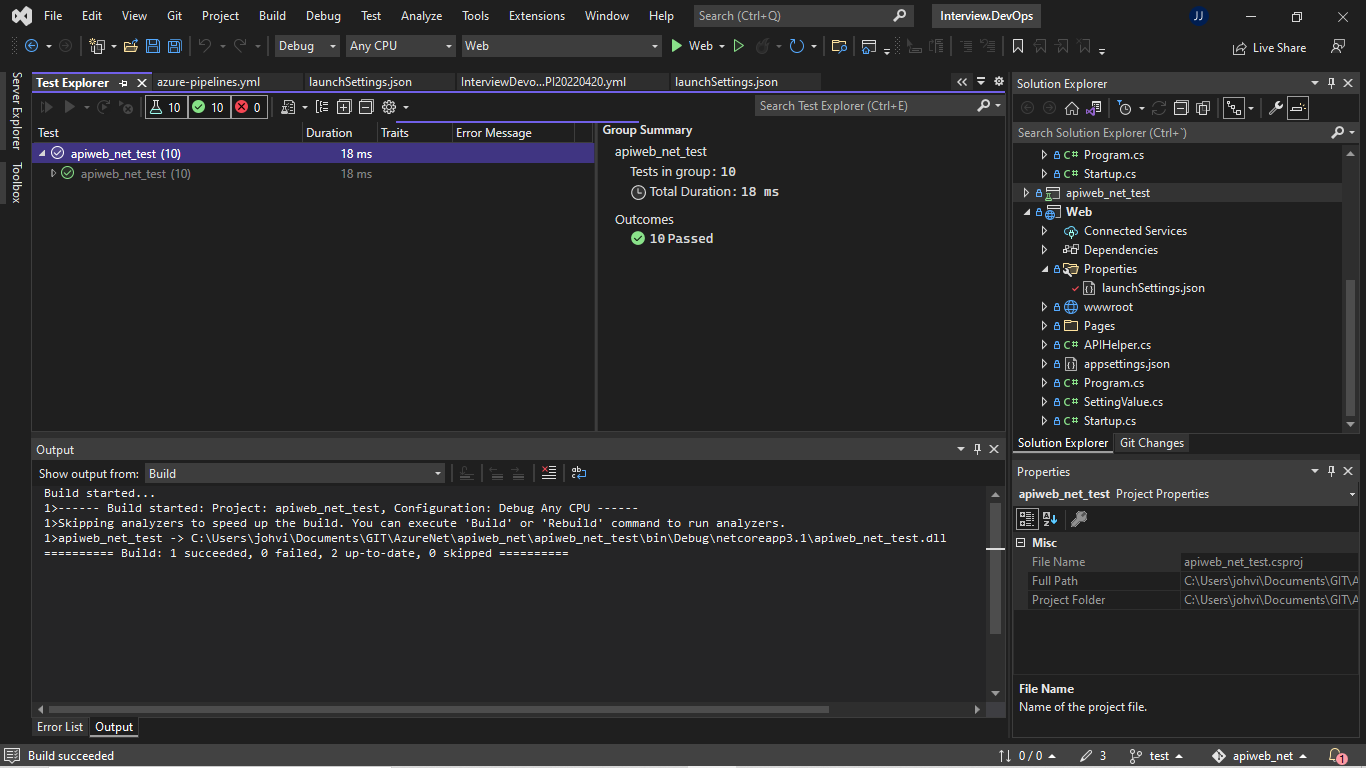 File Edit View Git Project Build Debug Test Analyze Tools Extensions Window Help Search (Ctrl+Q) Interview.DevOps JJ
Debug Any CPU Web Web Live Share
Server Explorer
Toolbox
Test Explorer azure-pipelines.yml launchSettings.json InterviewDevo...PI20220420.yml launchSettings.json
10 10 0 Search Test Explorer (Ctrl+E)
Test Duration Traits Error Message
apiweb_net_test (10) 18 ms
apiweb_net_test (10) 18 ms
Group Summary
apiweb_net_test
Tests in group: 10
Total Duration: 18 ms
Outcomes
10 Passed
Output
Show output from: Build
Build started...
1>------ Build started: Project: apiweb_net_test, Configuration: Debug Any CPU ------
1>Skipping analyzers to speed up the build. You can execute 'Build' or 'Rebuild' command to run analyzers.
1>apiweb_net_test -> C:\Users\johvi\Documents\GIT\AzureNet\apiweb_net\apiweb_net_test\bin\Debug\netcoreapp3.1\apiweb_net_test.dll
========== Build: 1 succeeded, 0 failed, 2 up-to-date, 0 skipped ==========
Error List Output
Solution Explorer
Search Solution Explorer (Ctrl+¨)
C# Program.cs
C# Startup.cs
apiweb_net_test
Web
Connected Services
Dependencies
Properties
launchSettings.json
wwwroot
Pages
C# APIHelper.cs
appsettings.json
C# Program.cs
C# SettingValue.cs
C# Startup.cs
Solution Explorer Git Changes
Properties
apiweb_net_test Project Properties
Misc
File Name apiweb_net_test.csproj
Full Path C:\Users\johvi\Documents\GIT\A
Project Folder C:\Users\johvi\Documents\GIT\A
File Name
Name of the project file.
Build succeeded 0 / 0 3 test apiweb_net 1